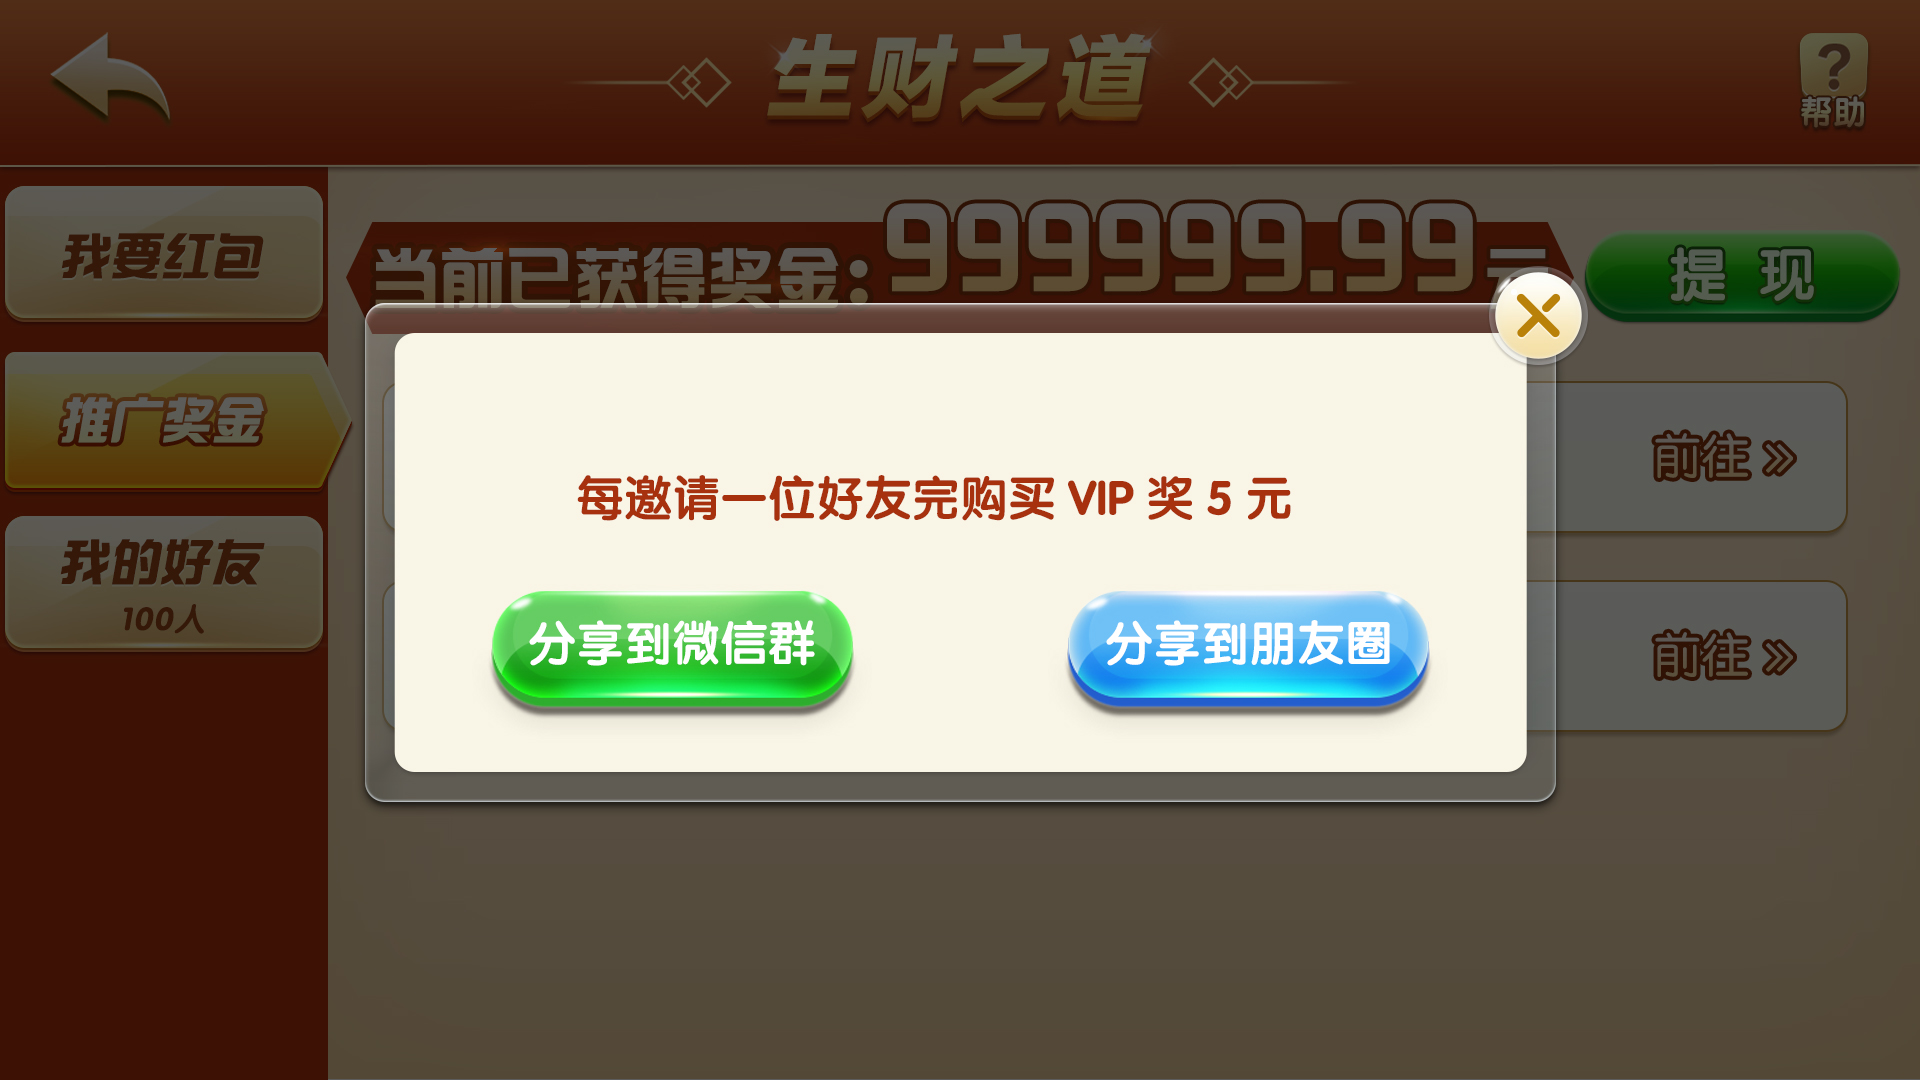 生财之道
帮助
我要红包
推广奖金
我的好友
100人
当前已获得奖金:999999.99元
提 现
前往
前往
每邀请一位好友完购买 VIP 奖 5 元
分享到微信群
分享到朋友圈